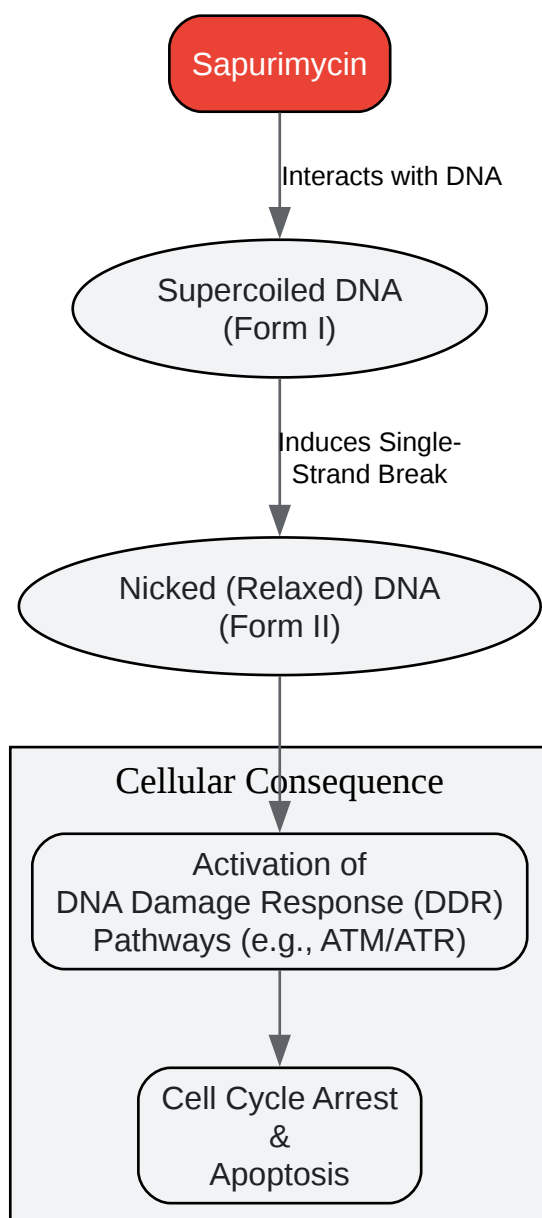 Sapurimycin
Interacts with DNA
Supercoiled DNA
(Form I)
Induces Single-
Strand Break
Nicked (Relaxed) DNA
(Form II)
Cellular Consequence
Activation of
DNA Damage Response (DDR)
Pathways (e.g., ATM/ATR)
Cell Cycle Arrest
&
Apoptosis